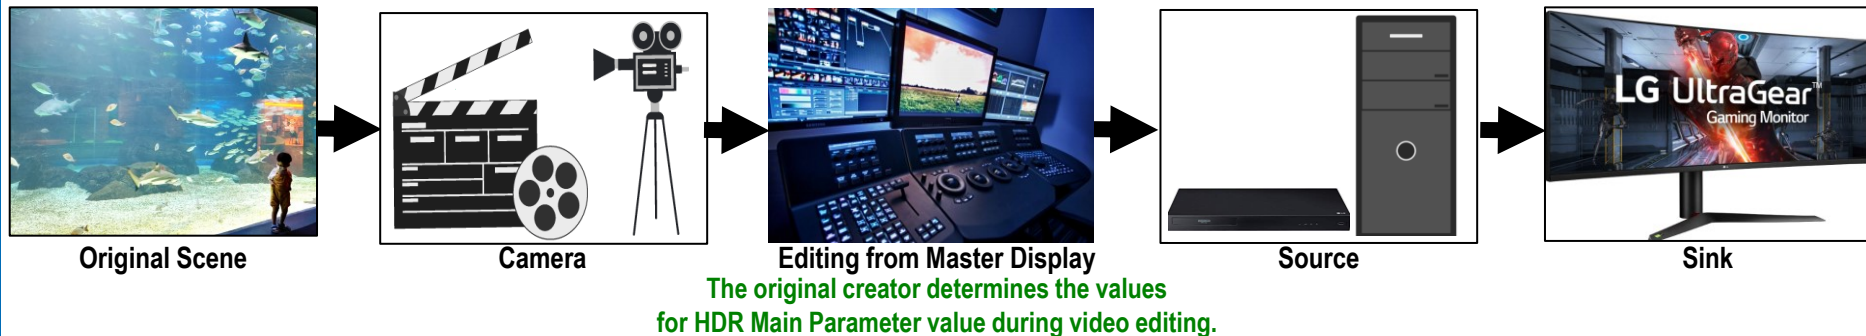 LG UltraGear™
Gaming Monitor
Original Scene
Camera
Editing from Master Display
Source
Sink
The original creator determines the values
for HDR Main Parameter value during video editing.